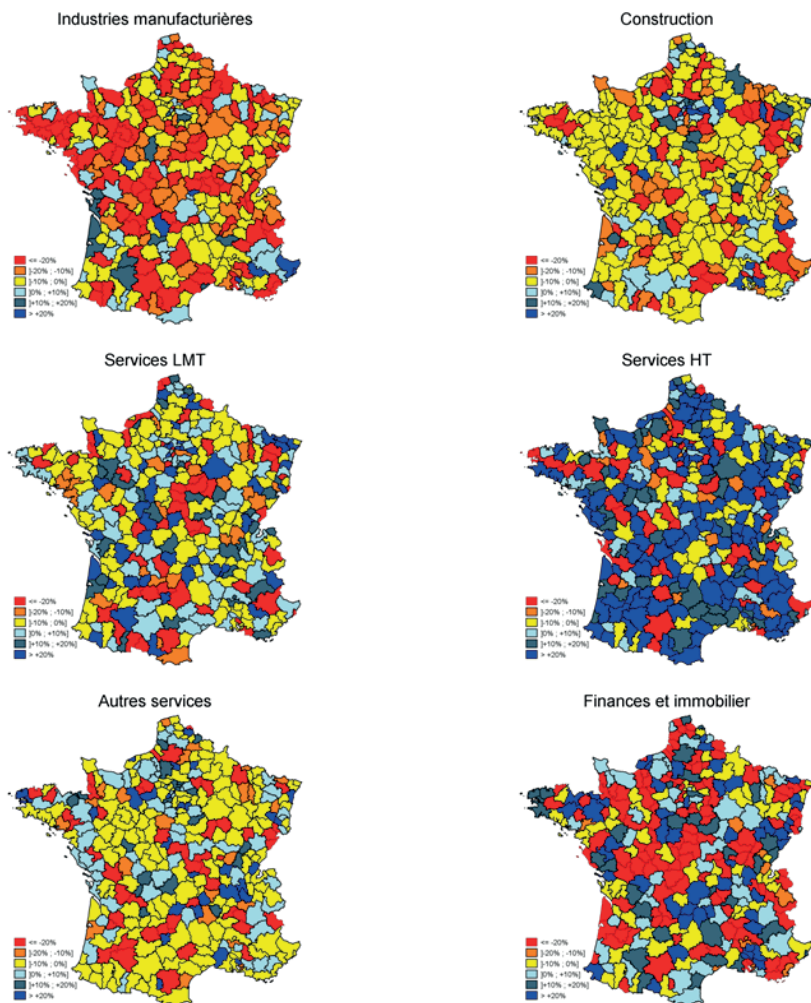 Industries manufacturières
Construction
<= -20%
]-20% ; -10%]
]-10% ; 0%]
]0% ; +10%]
]+10% ; +20%]
> +20%
<= -20%
]-20% ; -10%]
]-10% ; 0%]
]0% ; +10%]
]+10% ; +20%]
> +20%
Services LMT
Services HT
<= -20%
]-20% ; -10%]
]-10% ; 0%]
]0% ; +10%]
]+10% ; +20%]
> +20%
<= -20%
]-20% ; -10%]
]-10% ; 0%]
]0% ; +10%]
]+10% ; +20%]
> +20%
Autres services
Finances et immobilier
<= -20%
]-20% ; -10%]
]-10% ; 0%]
]0% ; +10%]
]+10% ; +20%]
> +20%
<= -20%
]-20% ; -10%]
]-10% ; 0%]
]0% ; +10%]
]+10% ; +20%]
> +20%